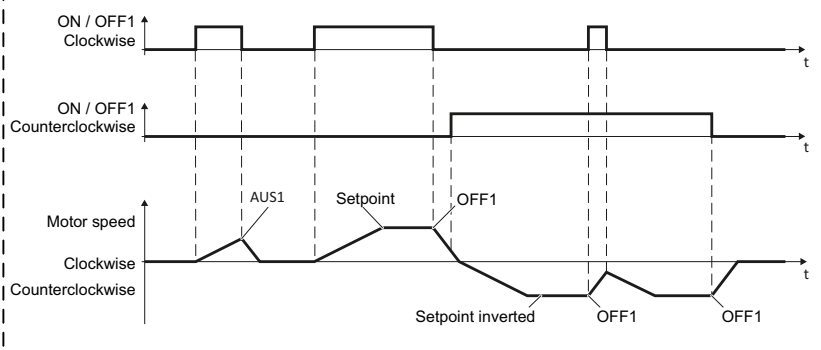 ON / OFF1
Clockwise
t
ON / OFF1
Counterclockwise
t
AUS1
Setpoint
OFF1
Motor speed
Clockwise
t
Counterclockwise
Setpoint inverted
OFF1
OFF1